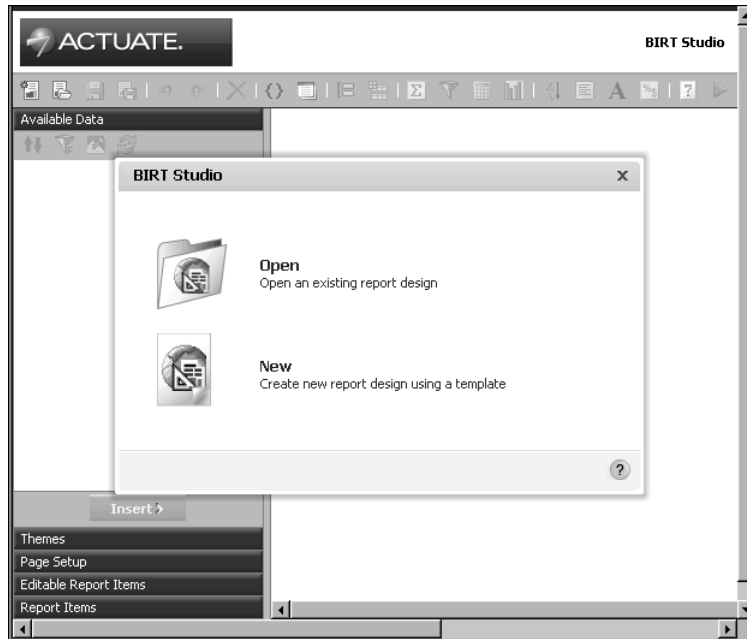 ACTUATE.
BIRT Studio
Available Data
BIRT Studio
x
Open
Open an existing report design
New
Create new report design using a template
?
Insert
Themes
Page Setup
Editable Report Items
Report Items